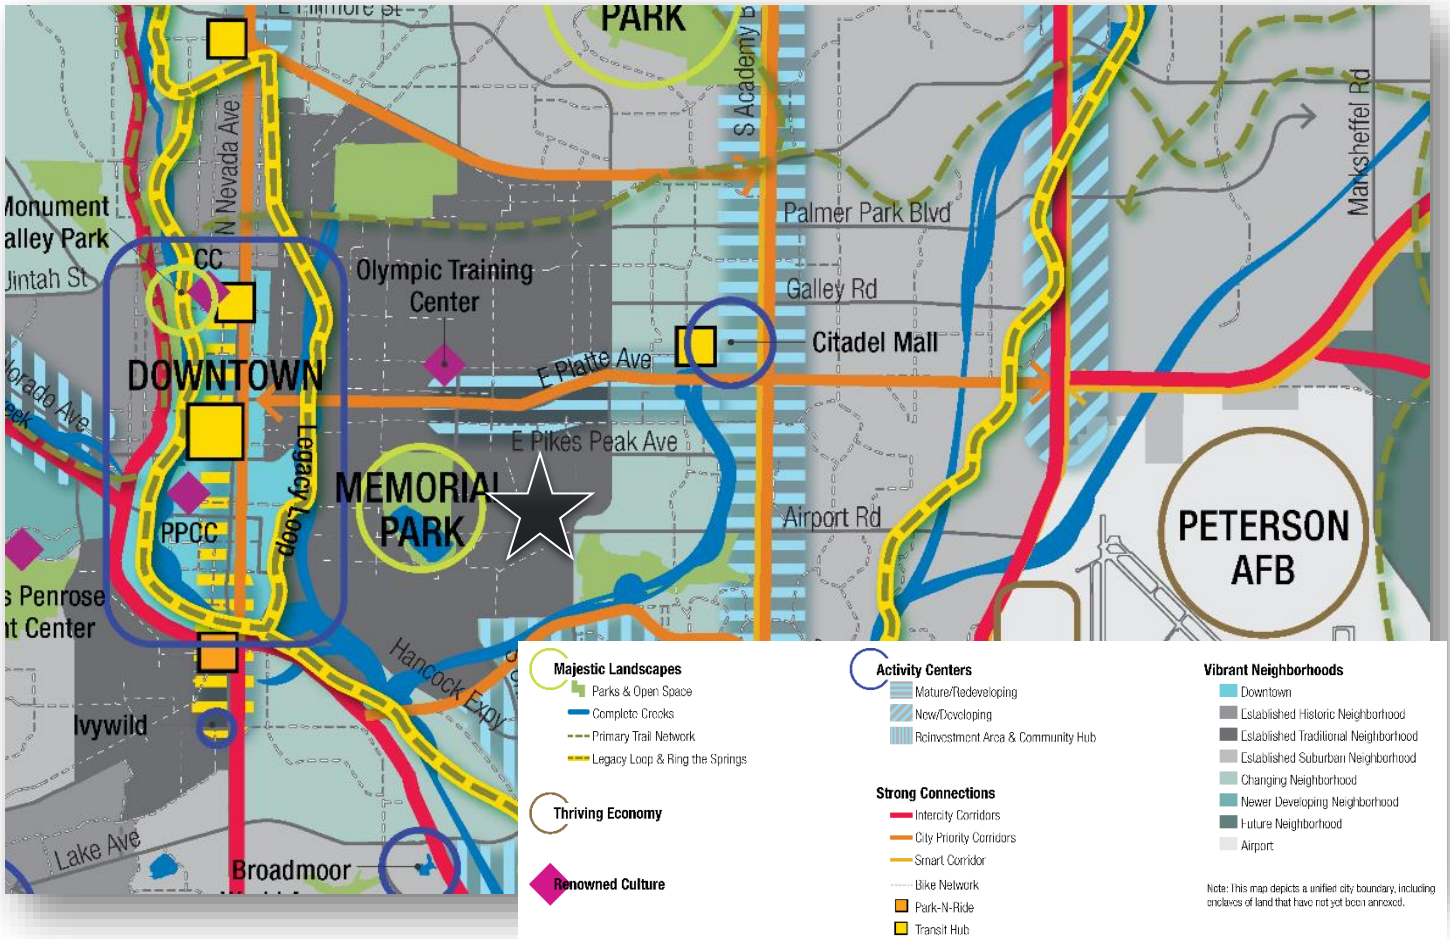 E Fillmore St
PARK
S Academy B
Marksheffel Rd
N Nevada Ave
Monument
alley Park
Palmer Park Blvd
CC
Uintah St
Olympic Training
Center
Galley Rd
Citadel Mall
E Platte Ave
DOWNTOWN
lorado Ave
eek
E Pikes Peak Ave
Legacy Loop
MEMORIAL
PARK
Airport Rd
PETERSON
AFB
PPCC
s Penrose
nt Center
Hancock Expy
Ivywild
Lake Ave
Broadmoor
Majestic Landscapes
Parks & Open Space
Complete Creeks
Primary Trail Network
Legacy Loop & Ring the Springs
Thriving Economy
Renowned Culture
Activity Centers
Mature/Redeveloping
New/Developing
Reinvestment Area & Community Hub
Strong Connections
Intercity Corridors
City Priority Corridors
Smart Corridor
Bike Network
Park-N-Ride
Transit Hub
Vibrant Neighborhoods
Downtown
Established Historic Neighborhood
Established Traditional Neighborhood
Established Suburban Neighborhood
Changing Neighborhood
Newer Developing Neighborhood
Future Neighborhood
Airport
Note: This map depicts a unified city boundary, including
enclaves of land that have not yet been annexed.